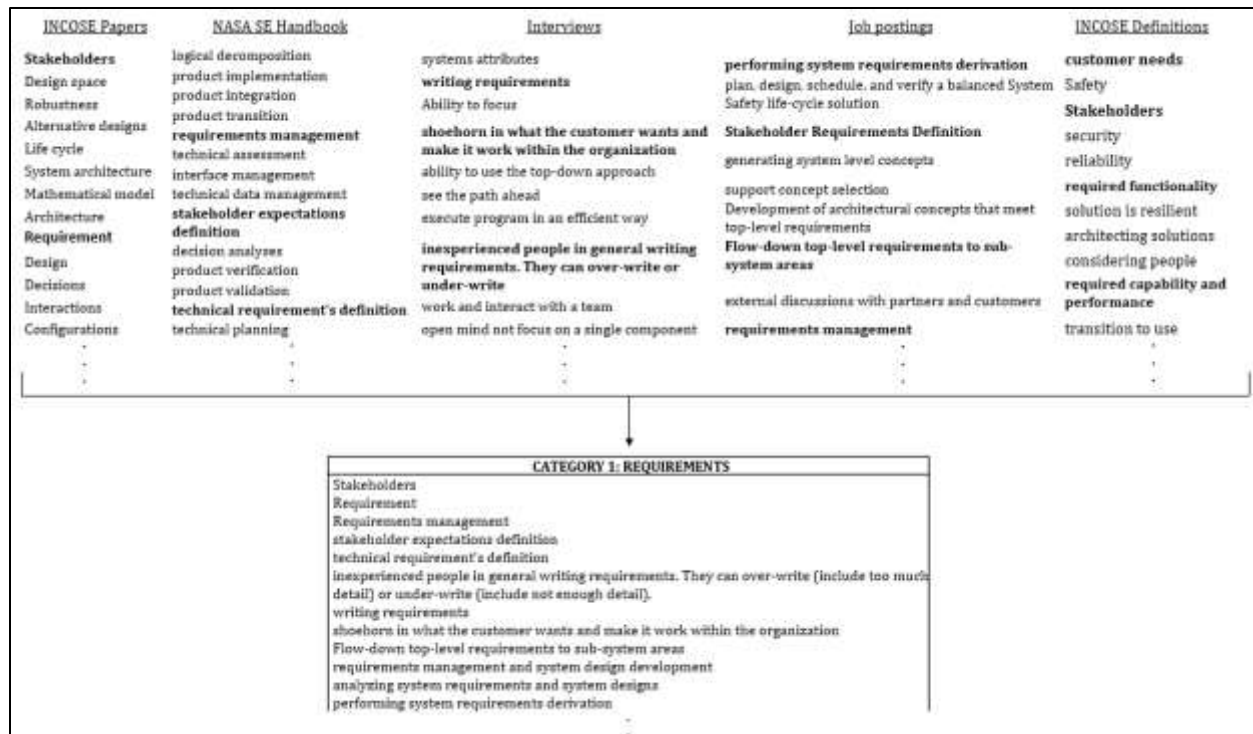 INCOSE Papers
Stakeholders
Design space
Robustness
Alternative designs
Life cycle
System architecture
Mathematical model
Architecture
Requirement
Design
Decisions
Interactions
Configurations
NASA SE Handbook
logical decomposition
product implementation
product integration
product transition
requirements management
technical assessment
interface management
technical data management
stakeholder expectations
definition
decision analyses
product verification
product validation
technical requirement's definition
technical planning
Interviews
systems attributes
writing requirements
Ability to focus
shoehorn in what the customer wants and
make it work within the organization
ability to use the top-down approach
see the path ahead
execute program in an efficient way
inexperienced people in general writing
requirements. They can over-write or
under-write
work and interact with a team
open mind not focus on a single component
Job postings
performing system requirements derivation
plan, design, schedule, and verify a balanced System
Safety life-cycle solution
Stakeholder Requirements Definition
generating system level concepts
support concept selection
Development of architectural concepts that meet
top-level requirements
Flow-down top-level requirements to sub-
system areas
external discussions with partners and customers
requirements management
INCOSE Definitions
customer needs
Safety
Stakeholders
security
reliability
required functionality
solution is resilient
architecting solutions
considering people
required capability and
performance
transition to use
CATEGORY 1: REQUIREMENTS
Stakeholders
Requirement
Requirements management
stakeholder expectations definition
technical requirement's definition
inexperienced people in general writing requirements. They can over-write (include too much
detail) or under-write (include not enough detail).
writing requirements
shoehorn in what the customer wants and make it work within the organization
Flow-down top-level requirements to sub-system areas
requirements management and system design development
analyzing system requirements and system designs
performing system requirements derivation